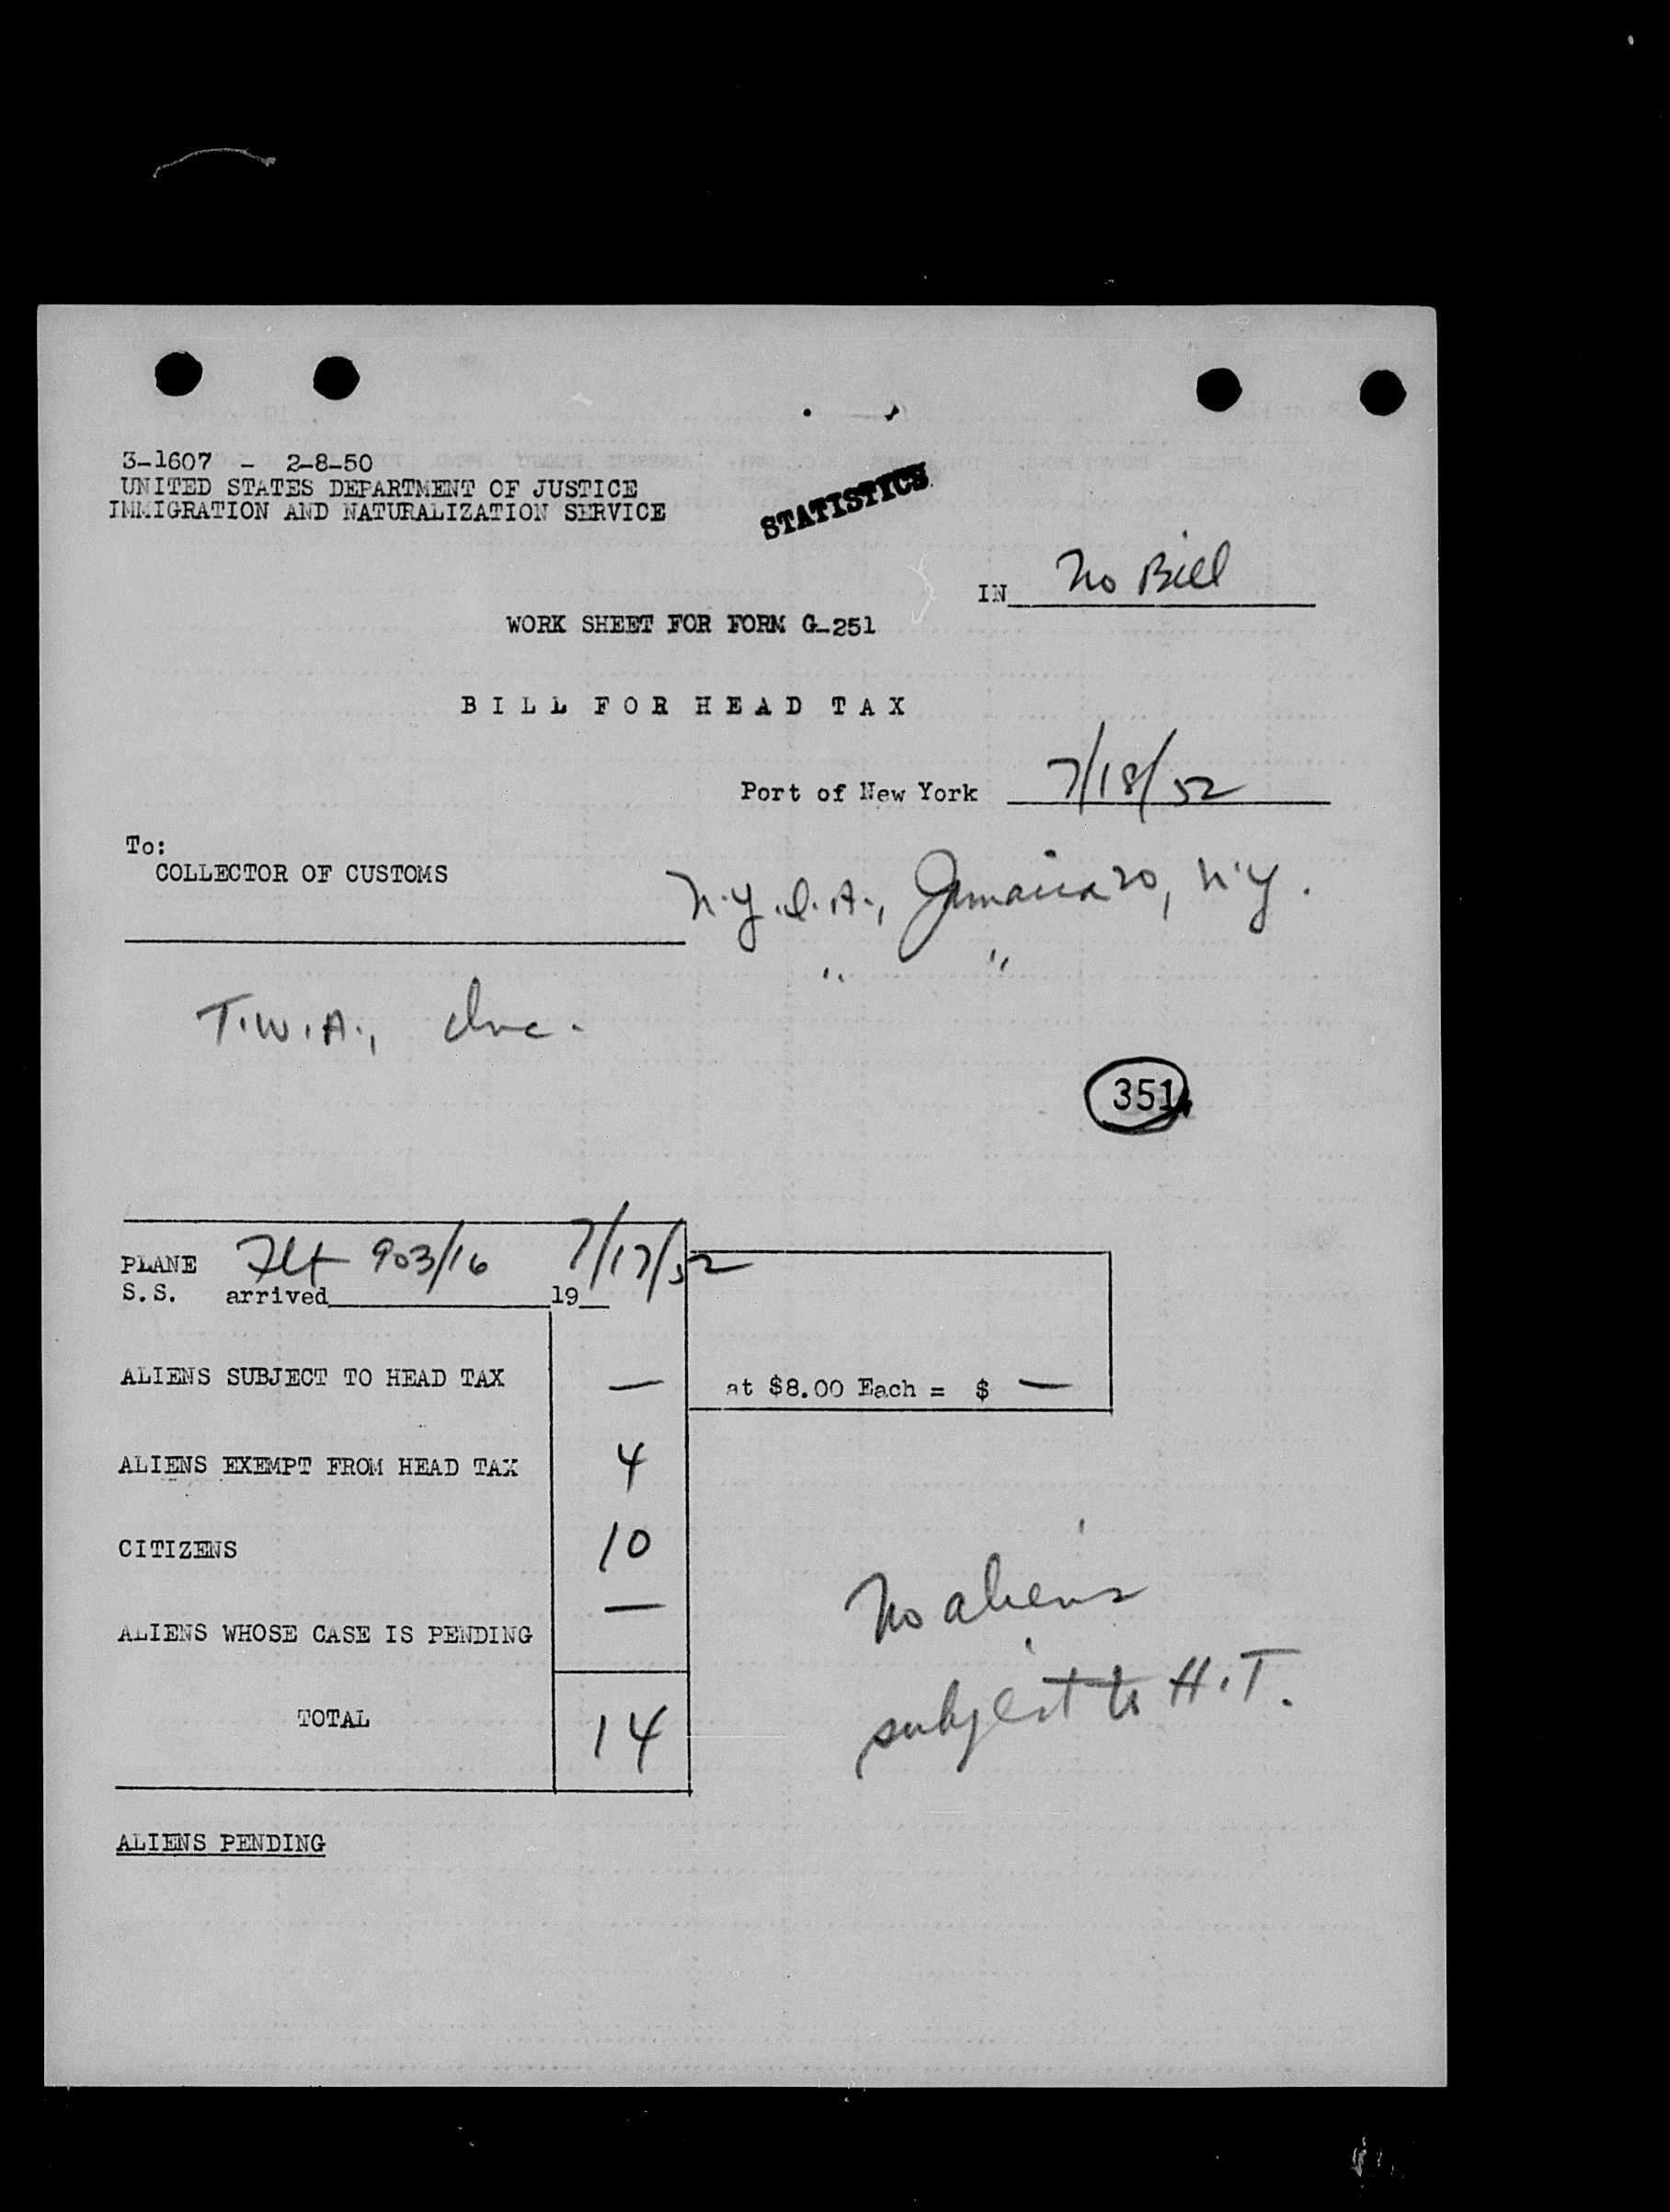 3-1607 - 2-8-50
UNITED STATES DEPARTMENT OF JUSTICE
IMMIGRATION AND NATURALIZATION SERVICE
STATISTICS
IN No Bill
WORK SHEET FOR FORM G-251
BILL FOR HEAD TAX
Port of New York 7/18/52
To:
COLLECTOR OF CUSTOMS
N.Y.I.A., Jamaica 20, N.Y.
" "
T.W.A., Inc.
351
PLANE Flt 903/16 7/17/52
S.S. arrived 19
ALIENS SUBJECT TO HEAD TAX — at $8.00 Each = $ —
ALIENS EXEMPT FROM HEAD TAX 4
CITIZENS 10
ALIENS WHOSE CASE IS PENDING —
No aliens
subject to H.T.
TOTAL 14
ALIENS PENDING